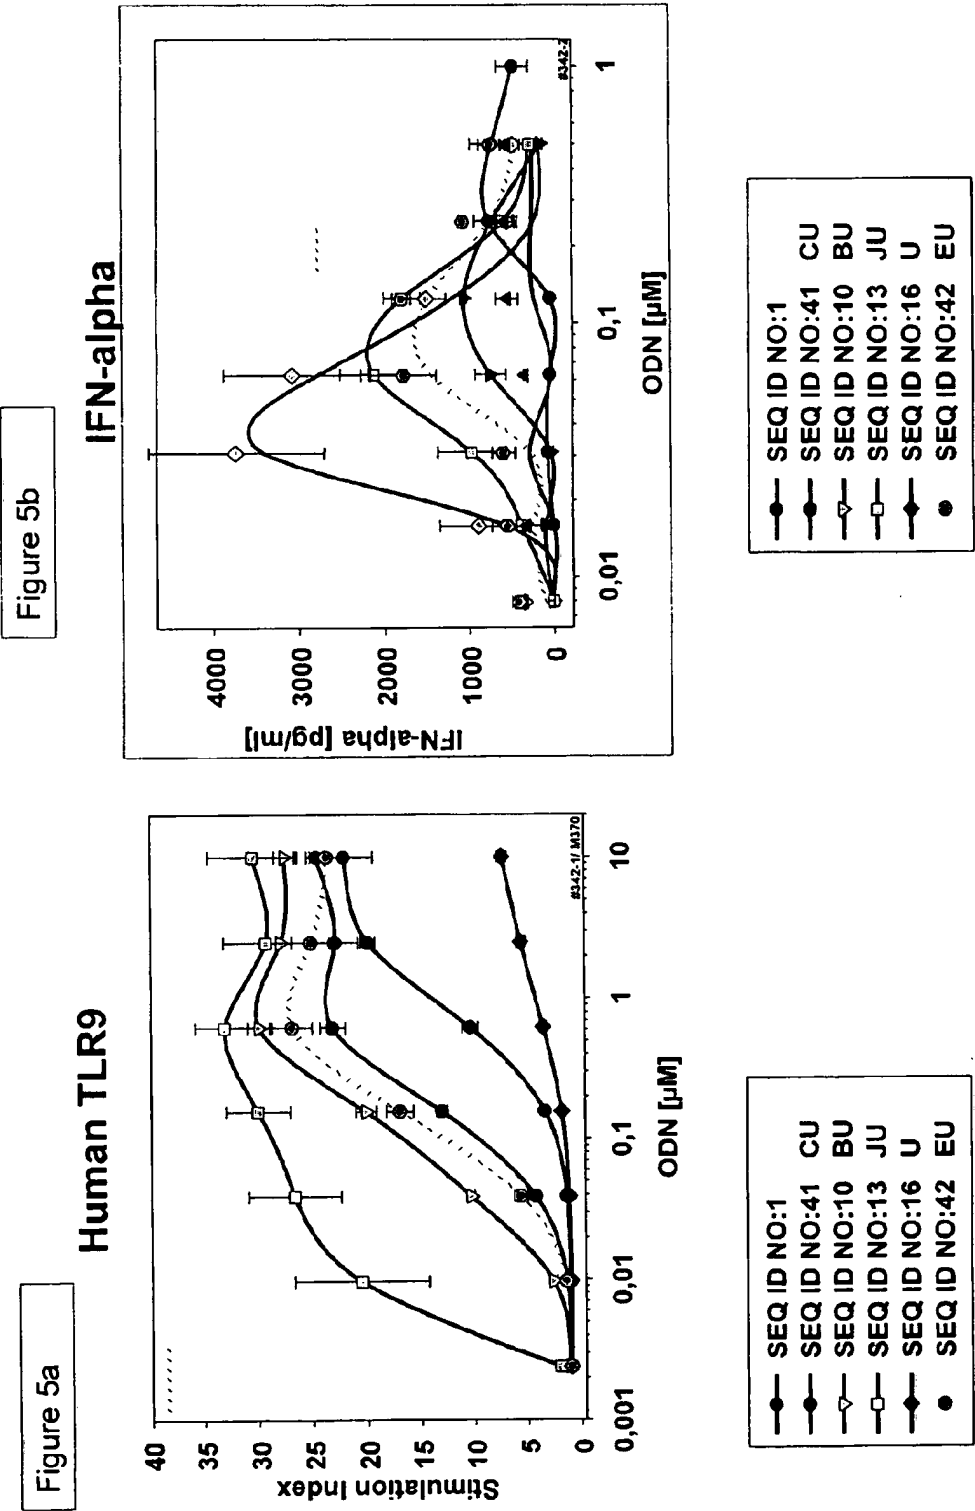 Figure 5a
Human TLR9
Stimulation Index
40
35
30
25
20
15
10
5
0
0,001
0,01
0,1
1
10
ODN [µM]
#342-1/ M370
SEQ ID NO:1
SEQ ID NO:41 CU
SEQ ID NO:10 BU
SEQ ID NO:13 JU
SEQ ID NO:16 U
SEQ ID NO:42 EU
Figure 5b
IFN-alpha
IFN-alpha [pg/ml]
4000
3000
2000
1000
0
0,01
0,1
1
ODN [µM]
#342-2
SEQ ID NO:1
SEQ ID NO:41 CU
SEQ ID NO:10 BU
SEQ ID NO:13 JU
SEQ ID NO:16 U
SEQ ID NO:42 EU